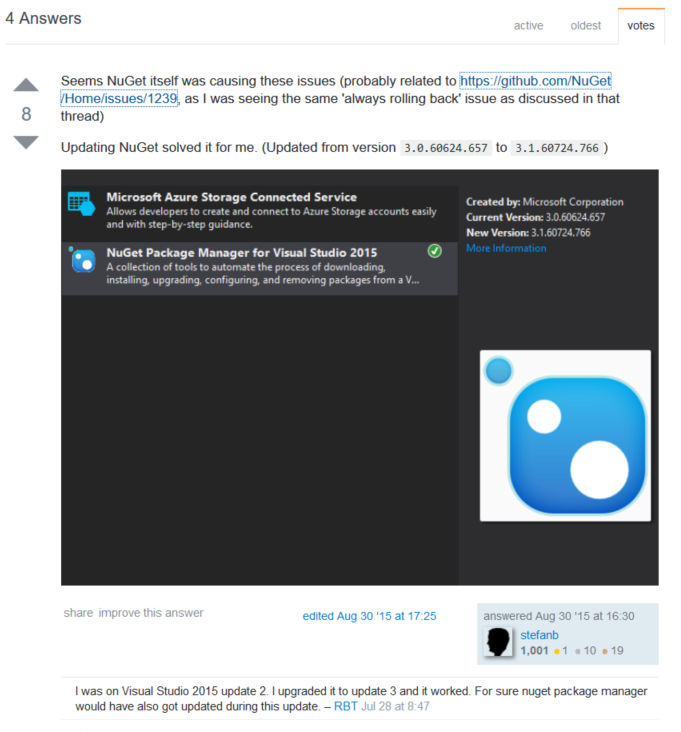 4 Answers
active oldest votes
Seems NuGet itself was causing these issues (probably related to https://github.com/NuGet
/Home/issues/1239, as I was seeing the same 'always rolling back' issue as discussed in that
8
thread)
Updating NuGet solved it for me. (Updated from version 3.0.60624.657 to 3.1.60724.766 )
Microsoft Azure Storage Connected Service
Allows developers to create and connect to Azure Storage accounts easily
and with step-by-step guidance.
NuGet Package Manager for Visual Studio 2015
A collection of tools to automate the process of downloading,
installing, upgrading, configuring, and removing packages from a V...
Created by: Microsoft Corporation
Current Version: 3.0.60624.657
New Version: 3.1.60724.766
More Information
share improve this answer
edited Aug 30 '15 at 17:25
answered Aug 30 '15 at 16:30
stefanb
1,001 1 10 19
I was on Visual Studio 2015 update 2. I upgraded it to update 3 and it worked. For sure nuget package manager
would have also got updated during this update. – RBT Jul 28 at 8:47